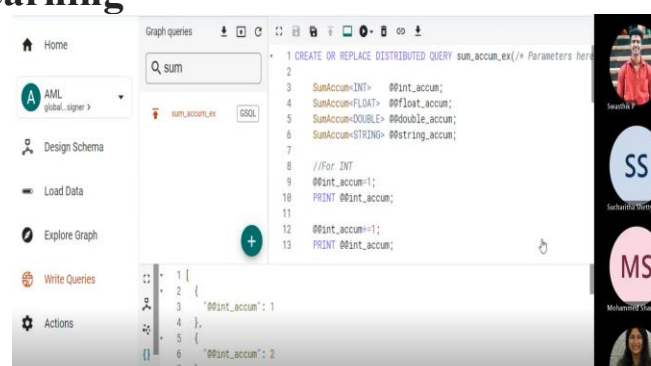 Graph queries
Home
sum
1 CREATE OR REPLACE DISTRIBUTED QUERY sum_accum_ex(/* Parameters here
2
A AML
global...signer >
sum_accum_ex GSQL
3 SumAccum<INT> @@int_accum;
4 SumAccum<FLOAT> @@float_accum;
5 SumAccum<DOUBLE> @@double_accum;
6 SumAccum<STRING> @@string_accum;
7
8 //For INT
9 @@int_accum=1;
10 PRINT @@int_accum;
11
12 @@int_accum+=1;
13 PRINT @@int_accum;
Design Schema
Load Data
Explore Graph
Write Queries
Actions
1 [
2 {
3 "@@int_accum": 1
4 },
5 {
6 "@@int_accum": 2
Swasthik P
SS
Sucharitha Shetty
MS
Mohammed